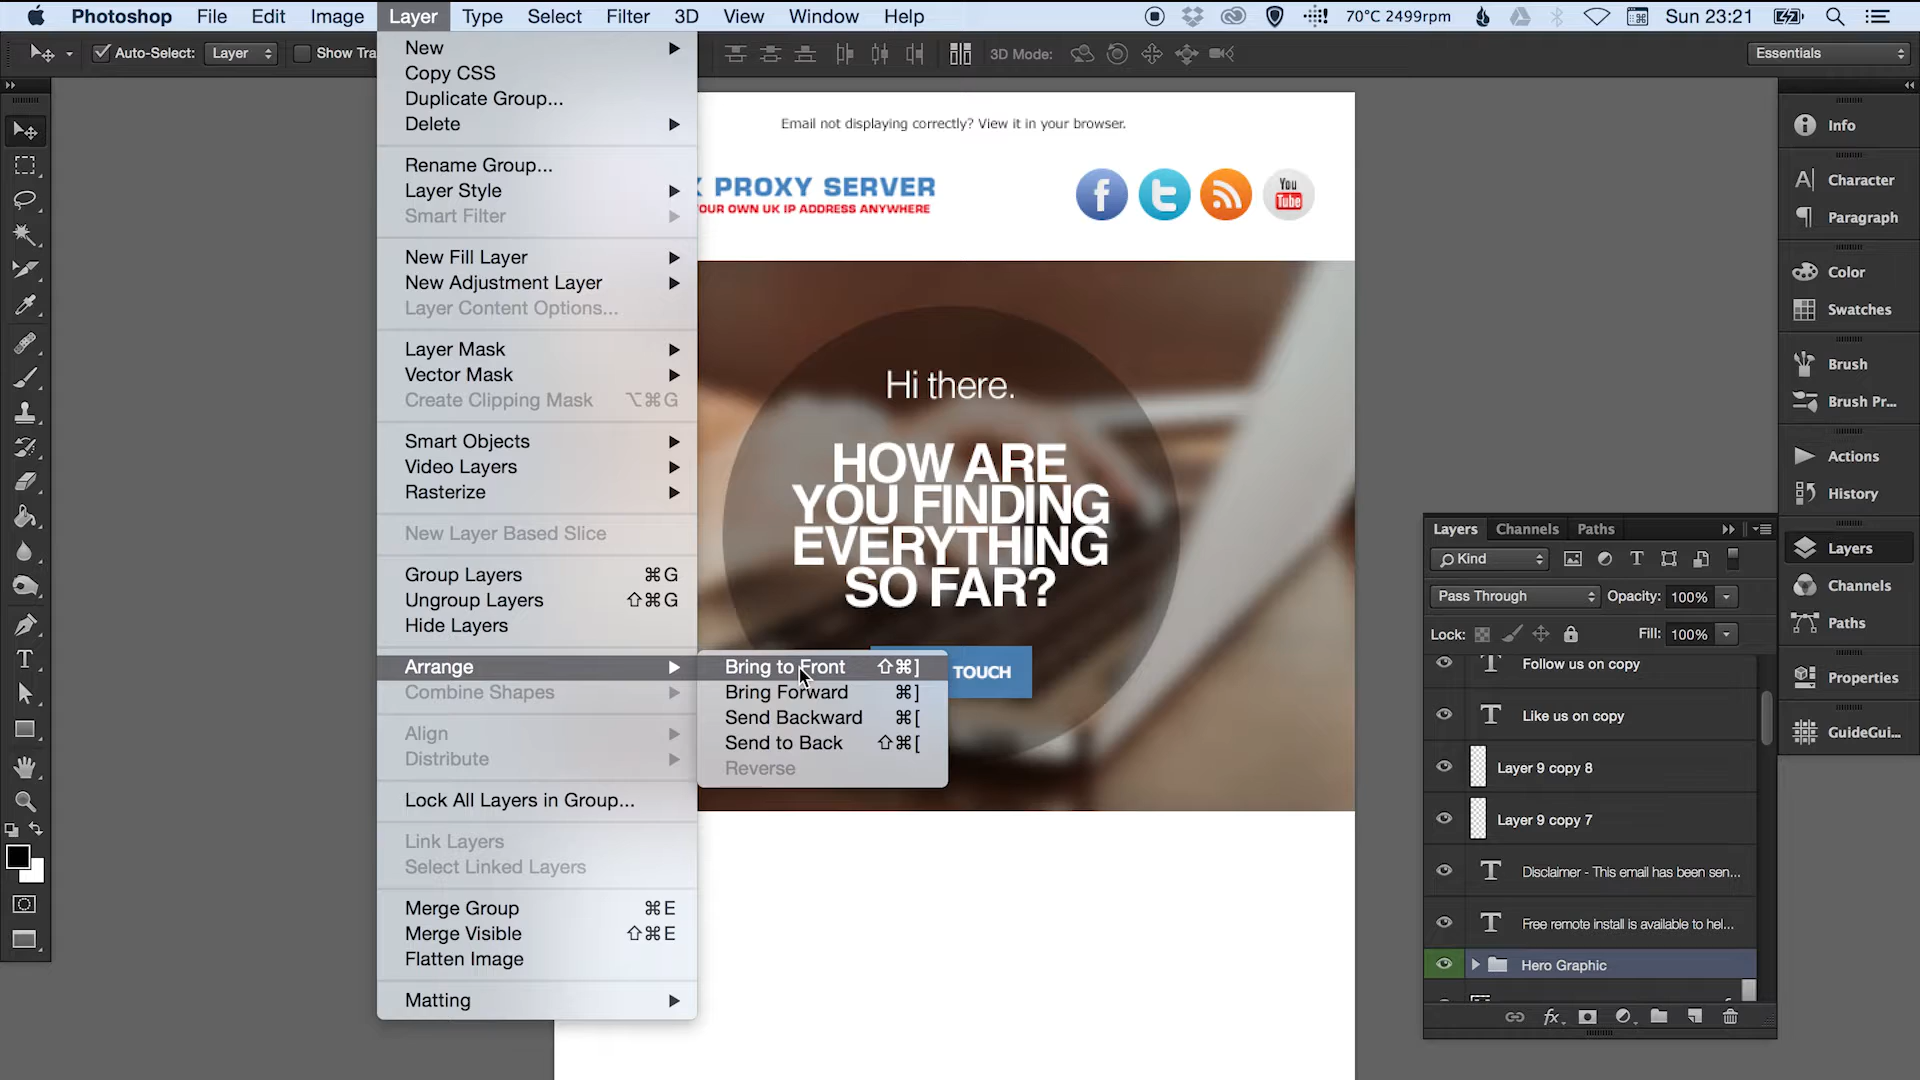 Photoshop File Edit Image Layer Type Select Filter 3D View Window Help 70°C 2499rpm Sun 23:21
Auto-Select: Layer Show Tra 3D Mode: Essentials
New
Copy CSS
Duplicate Group...
Delete
Rename Group...
Layer Style
Smart Filter
New Fill Layer
New Adjustment Layer
Layer Content Options...
Layer Mask
Vector Mask
Create Clipping Mask ⌥⌘G
Smart Objects
Video Layers
Rasterize
New Layer Based Slice
Group Layers ⌘G
Ungroup Layers ⇧⌘G
Hide Layers
Arrange
Combine Shapes
Align
Distribute
Lock All Layers in Group...
Link Layers
Select Linked Layers
Merge Group ⌘E
Merge Visible ⇧⌘E
Flatten Image
Matting
Bring to Front ⇧⌘]
Bring Forward ⌘]
Send Backward ⌘[
Send to Back ⇧⌘[
Reverse
Email not displaying correctly? View it in your browser.
PROXY SERVER
OUR OWN UK IP ADDRESS ANYWHERE
f t You
Tube
Hi there.
HOW ARE
YOU FINDING
EVERYTHING
SO FAR?
TOUCH
Info
Character
Paragraph
Color
Swatches
Brush
Brush Pr...
Actions
History
Layers
Channels
Paths
Properties
GuideGui...
Layers Channels Paths
Kind
Pass Through Opacity: 100%
Lock: Fill: 100%
Follow us on copy
Like us on copy
Layer 9 copy 8
Layer 9 copy 7
Disclaimer - This email has been sen...
Free remote install is available to hel...
Hero Graphic
fx